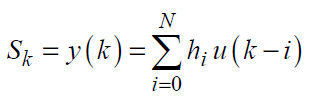 S_k = y(k) = \sum_{i=0}^{N} h_i u(k-i)